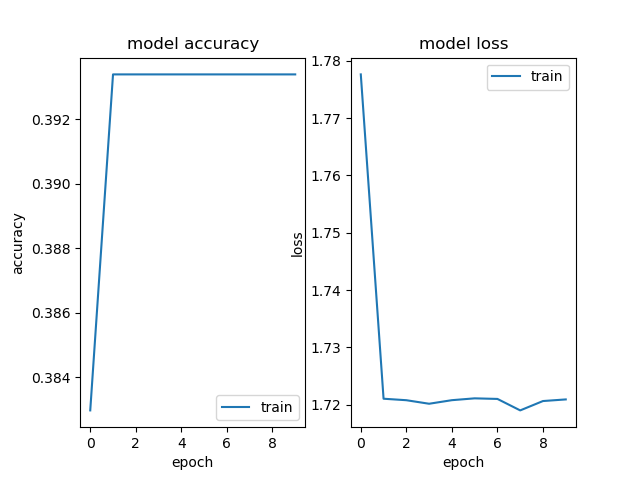 model accuracy
0.392
0.390
0.388
0.386
0.384
accuracy
0 2 4 6 8
epoch
train
model loss
1.78
1.77
1.76
1.75
1.74
1.73
1.72
loss
0 2 4 6 8
epoch
train